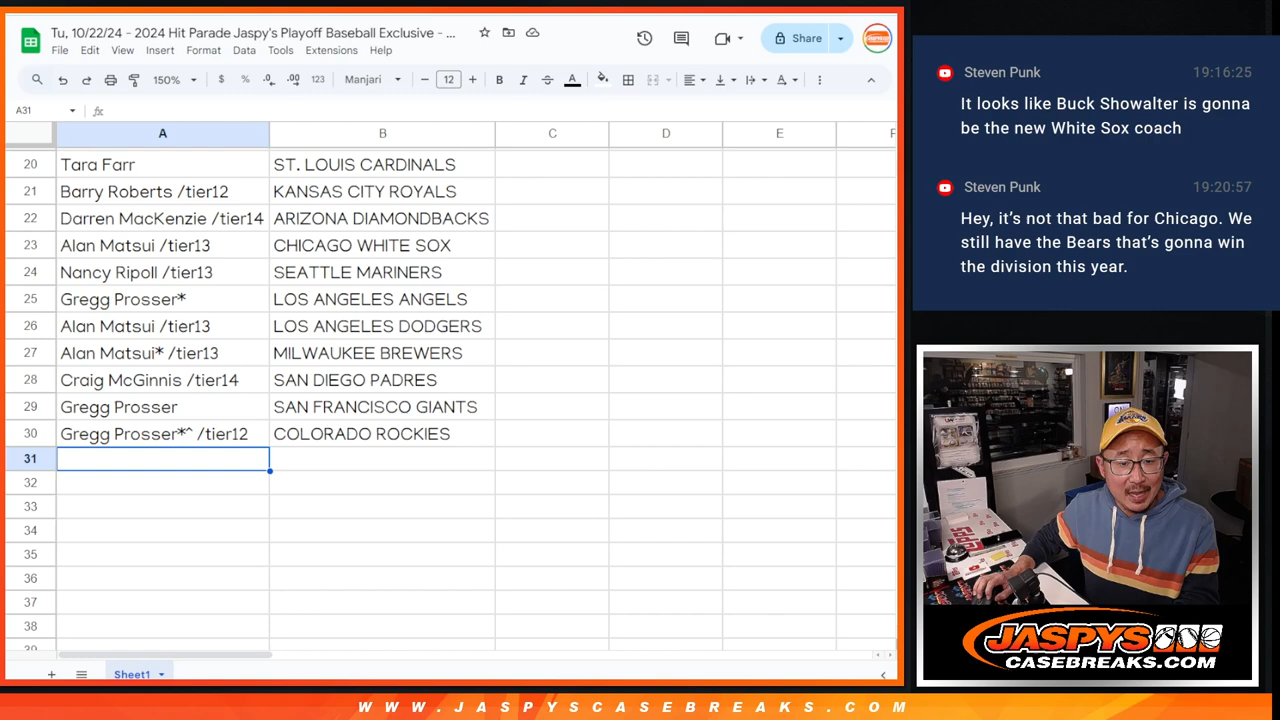 Tu, 10/22/24 - 2024 Hit Parade Jaspy's Playoff Baseball Exclusive - ...
File Edit View Insert Format Data Tools Extensions Help
Share
150% $ % .0 .00 123 Manjari 12 B I A
A31 fx
A B C D E F
20 Tara Farr ST. LOUIS CARDINALS
21 Barry Roberts /tier12 KANSAS CITY ROYALS
22 Darren MacKenzie /tier14 ARIZONA DIAMONDBACKS
23 Alan Matsui /tier13 CHICAGO WHITE SOX
24 Nancy Ripoll /tier13 SEATTLE MARINERS
25 Gregg Prosser* LOS ANGELES ANGELS
26 Alan Matsui /tier13 LOS ANGELES DODGERS
27 Alan Matsui* /tier13 MILWAUKEE BREWERS
28 Craig McGinnis /tier14 SAN DIEGO PADRES
29 Gregg Prosser SAN FRANCISCO GIANTS
30 Gregg Prosser*^ /tier12 COLORADO ROCKIES
31
32
33
34
35
36
37
38
39
Sheet1
Steven Punk 19:16:25
It looks like Buck Showalter is gonna
be the new White Sox coach
Steven Punk 19:20:57
Hey, it's not that bad for Chicago. We
still have the Bears that's gonna win
the division this year.
JASPYS
CASEBREAKS.COM
WWW.JASPYSCASEBREAKS.COM